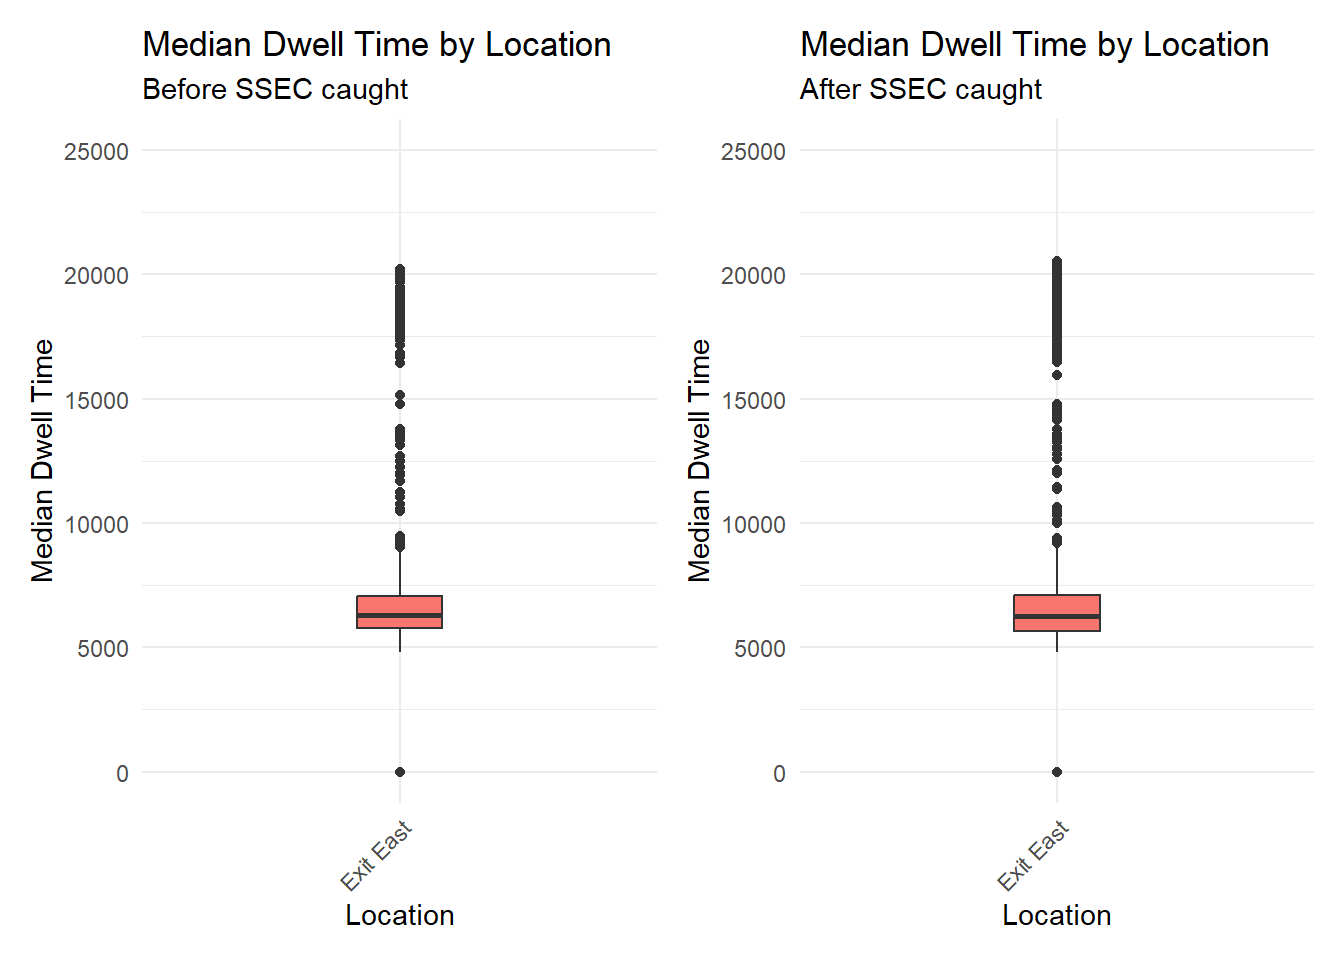 Median Dwell Time by Location
Before SSEC caught
25000
20000
15000
10000
5000
0
Median Dwell Time
Exit East
Location
Median Dwell Time by Location
After SSEC caught
25000
20000
15000
10000
5000
0
Median Dwell Time
Exit East
Location